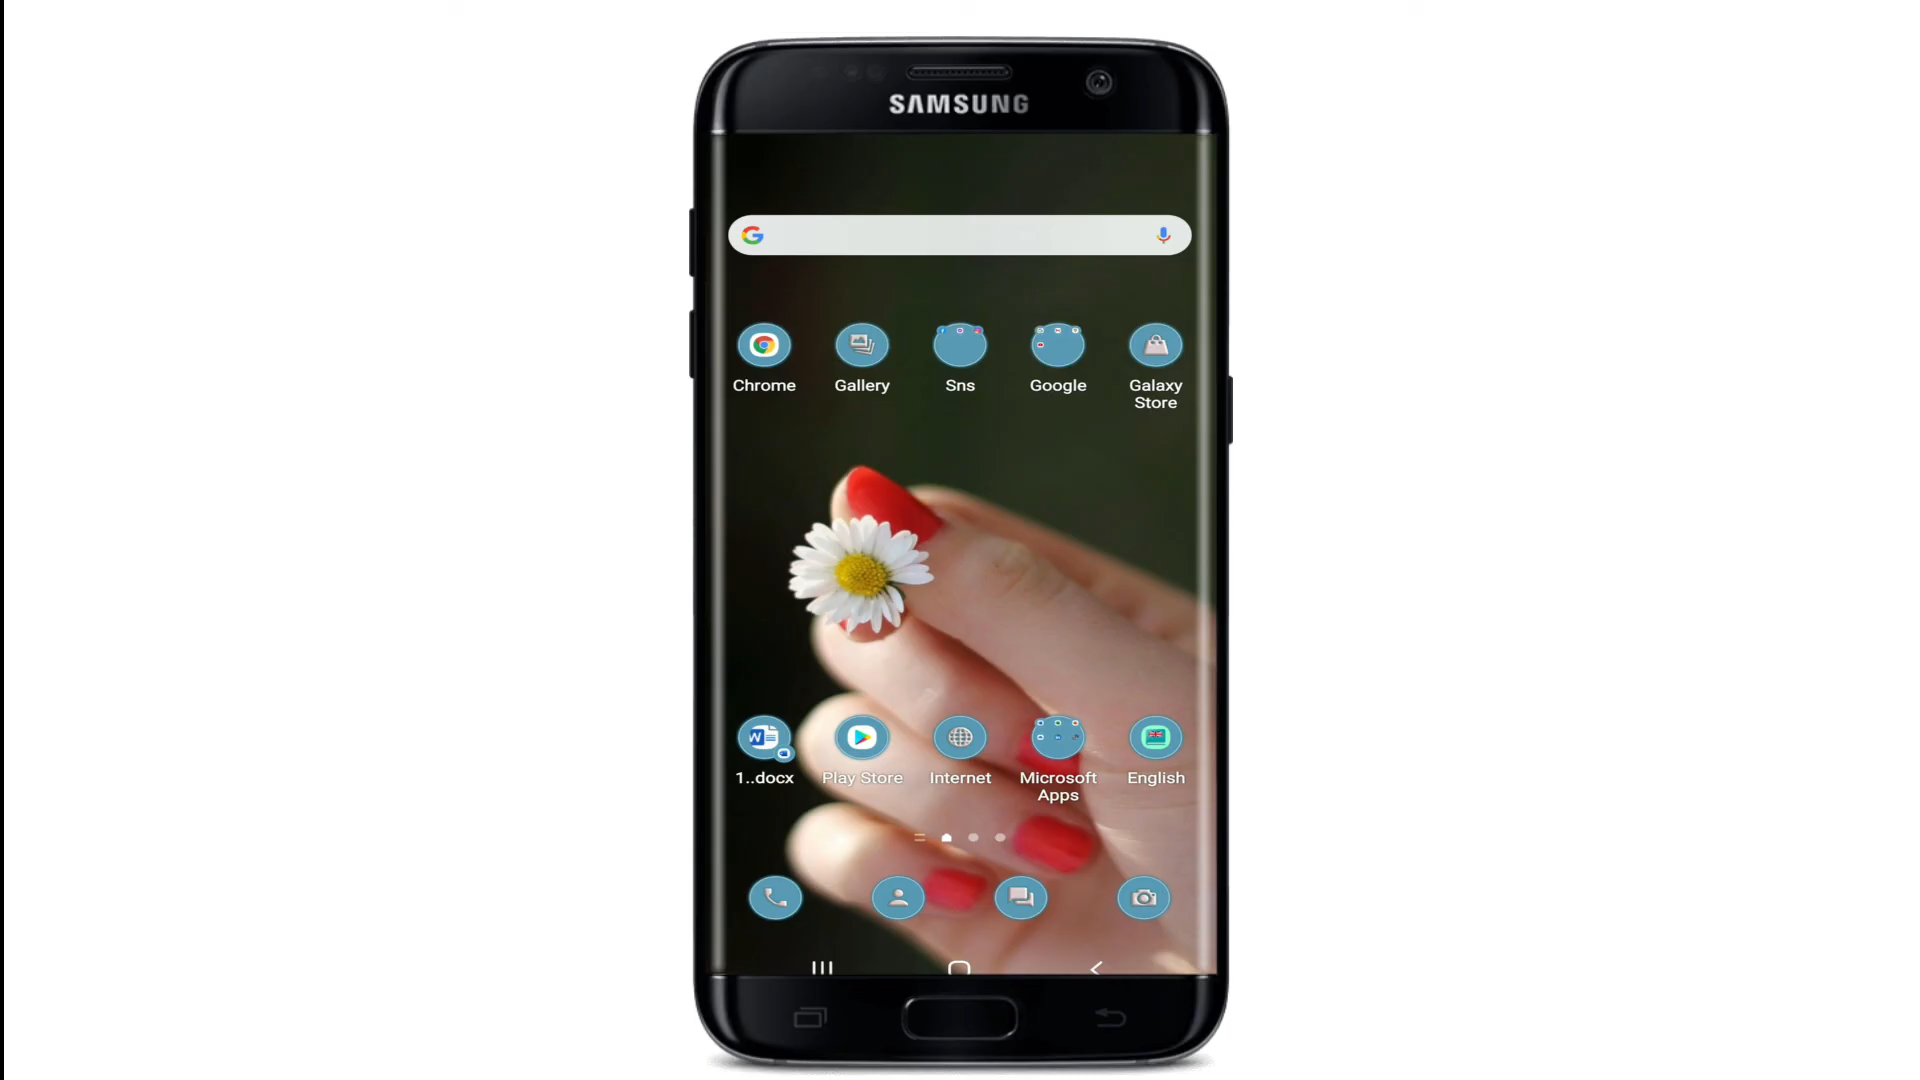 SAMSUNG
Chrome
Gallery
Sns
Google
Galaxy
Store
1..docx
Play Store
Internet
Microsoft
Apps
English